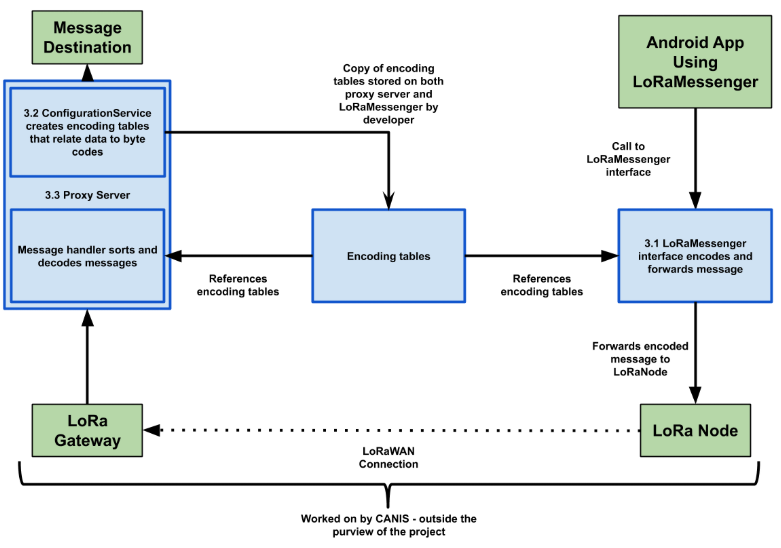 Message
Destination
Android App
Using
LoRaMessenger
Copy of encoding
tables stored on both
proxy server and
LoRaMessenger by
developer
3.2 ConfigurationService
creates encoding tables
that relate data to byte
codes
Call to
LoRaMessenger
interface
3.3 Proxy Server
Message handler sorts and
decodes messages
Encoding tables
3.1 LoRaMessenger
interface encodes and
forwards message
References
encoding tables
References
encoding tables
Forwards encoded
message to
LoRaNode
LoRa
Gateway
LoRa Node
LoRaWAN
Connection
Worked on by CANIS - outside the
purview of the project